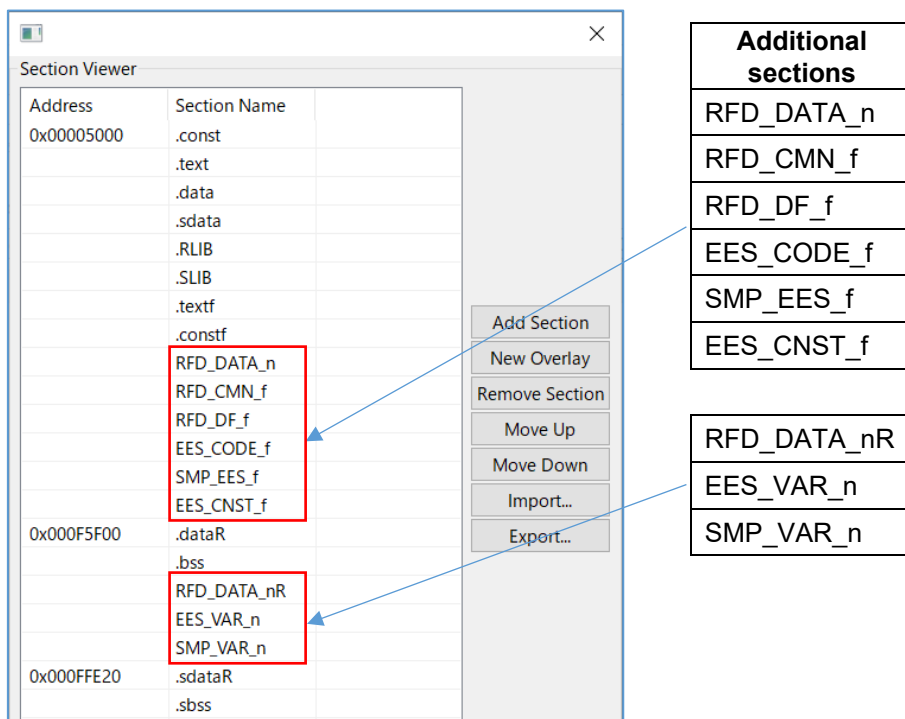 Section Viewer
Address Section Name
0x00005000 .const
.text
.data
.sdata
.RLIB
.SLIB
.textf
.constf
RFD_DATA_n
RFD_CMN_f
RFD_DF_f
EES_CODE_f
SMP_EES_f
EES_CNST_f
0x000F5F00 .dataR
.bss
RFD_DATA_nR
EES_VAR_n
SMP_VAR_n
0x000FFE20 .sdataR
.sbss
Add Section
New Overlay
Remove Section
Move Up
Move Down
Import...
Export...
Additional
sections
RFD_DATA_n
RFD_CMN_f
RFD_DF_f
EES_CODE_f
SMP_EES_f
EES_CNST_f
RFD_DATA_nR
EES_VAR_n
SMP_VAR_n